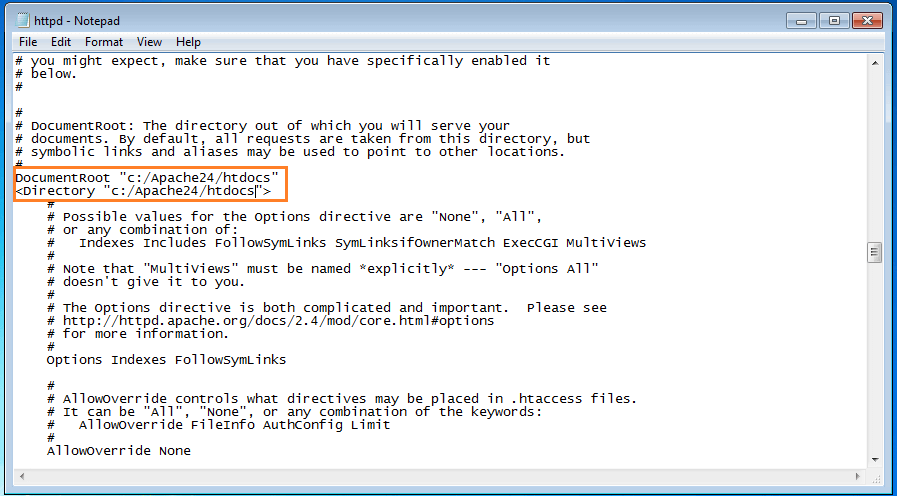 httpd - Notepad
File Edit Format View Help
# you might expect, make sure that you have specifically enabled it
# below.
#
#
# DocumentRoot: The directory out of which you will serve your
# documents. By default, all requests are taken from this directory, but
# symbolic links and aliases may be used to point to other locations.
#
DocumentRoot "c:/Apache24/htdocs"
<Directory "c:/Apache24/htdocs">
#
# Possible values for the Options directive are "None", "All",
# or any combination of:
#   Indexes Includes FollowSymLinks SymLinksifOwnerMatch ExecCGI MultiViews
#
# Note that "MultiViews" must be named *explicitly* --- "Options All"
# doesn't give it to you.
#
# The Options directive is both complicated and important.  Please see
# http://httpd.apache.org/docs/2.4/mod/core.html#options
# for more information.
#
Options Indexes FollowSymLinks
#
# AllowOverride controls what directives may be placed in .htaccess files.
# It can be "All", "None", or any combination of the keywords:
#   AllowOverride FileInfo AuthConfig Limit
#
AllowOverride None